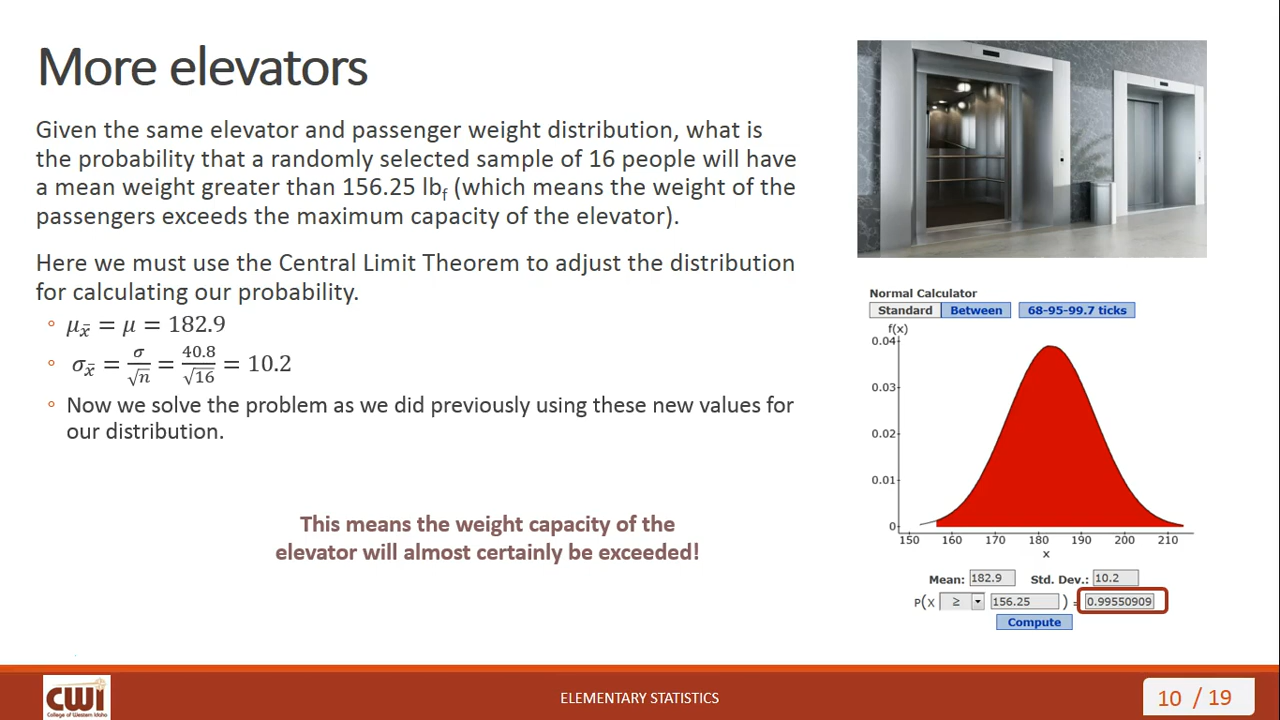 More elevators
Given the same elevator and passenger weight distribution, what is
the probability that a randomly selected sample of 16 people will have
a mean weight greater than 156.25 lb_f (which means the weight of the
passengers exceeds the maximum capacity of the elevator).
Here we must use the Central Limit Theorem to adjust the distribution
for calculating our probability.
◦ μ_x̄ = μ = 182.9
◦ σ_x̄ = σ/√n = 40.8/√16 = 10.2
◦ Now we solve the problem as we did previously using these new values for
our distribution.
This means the weight capacity of the
elevator will almost certainly be exceeded!
Normal Calculator
Standard Between 68-95-99.7 ticks
f(x)
0.04
0.03
0.02
0.01
0
150 160 170 180 190 200 210
x
Mean: 182.9 Std. Dev.: 10.2
P(X ≥ 156.25 ) = 0.99550909
Compute
CWI
College of Western Idaho
ELEMENTARY STATISTICS
10 / 19